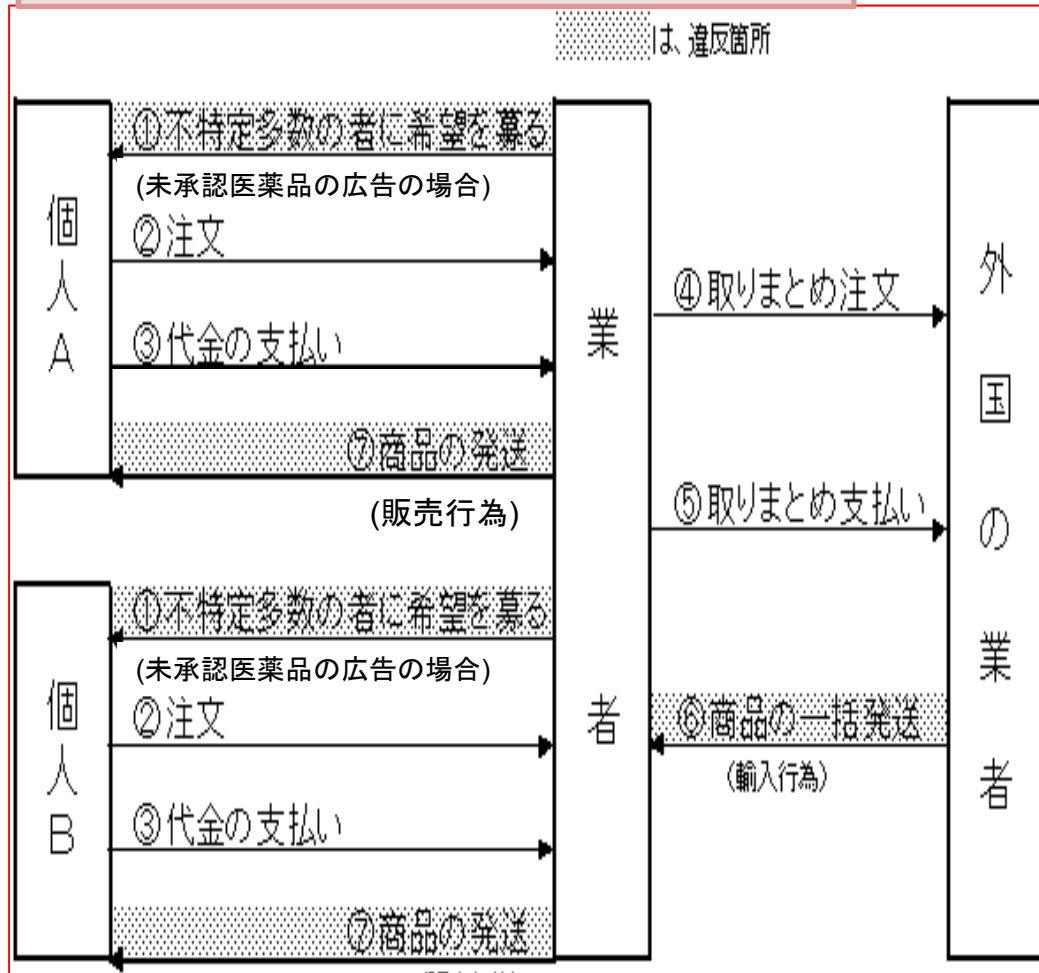 は、違反箇所
個人A
①不特定多数の者に希望を募る
(未承認医薬品の広告の場合)
②注文
③代金の支払い
⑦商品の発送
(販売行為)
個人B
①不特定多数の者に希望を募る
(未承認医薬品の広告の場合)
②注文
③代金の支払い
⑦商品の発送
業者
④取りまとめ注文
⑤取りまとめ支払い
⑥商品の一括発送
(輸入行為)
外国の業者